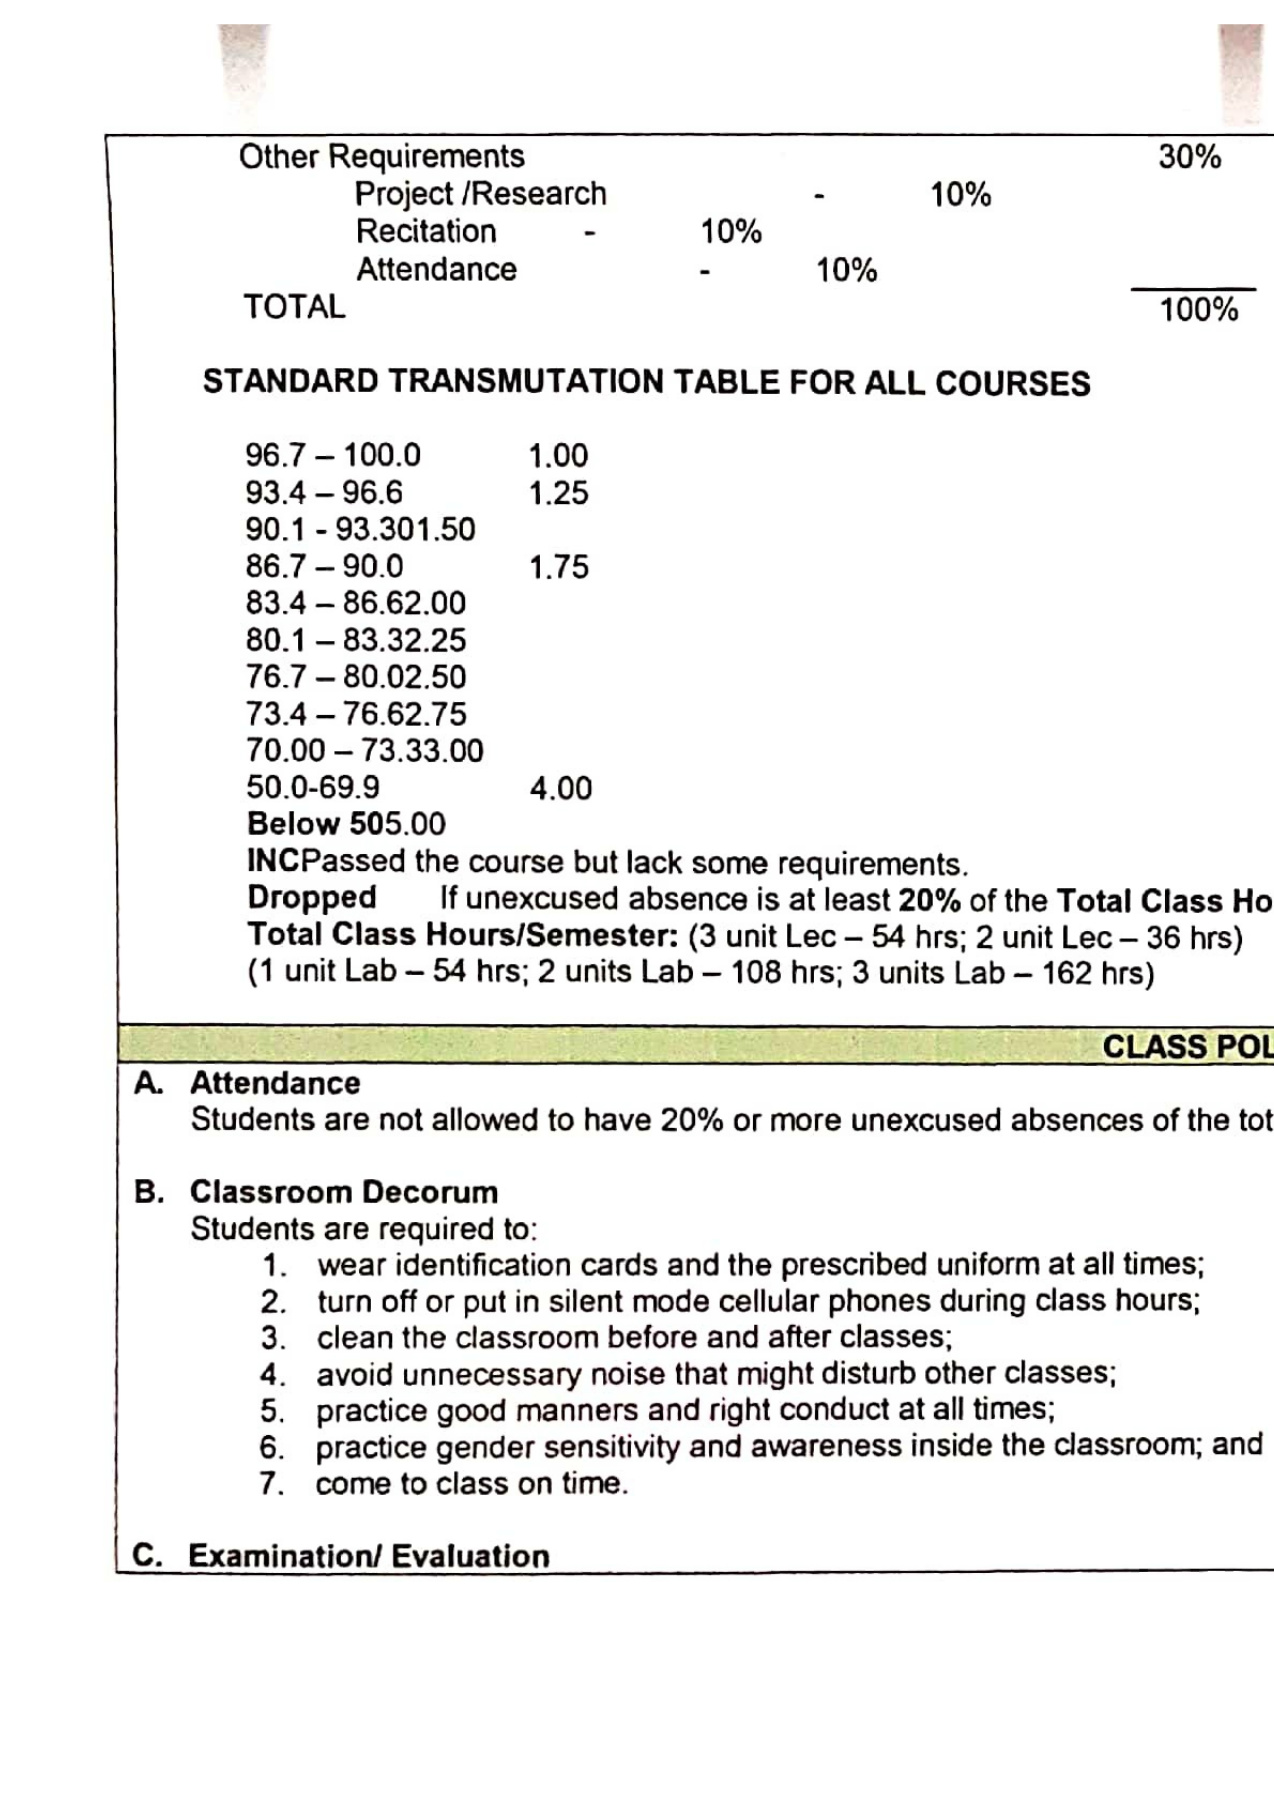 Other Requirements 30%
Project /Research - 10%
Recitation - 10%
Attendance - 10%
TOTAL 100%
STANDARD TRANSMUTATION TABLE FOR ALL COURSES
96.7 – 100.0 1.00
93.4 – 96.6 1.25
90.1 - 93.301.50
86.7 – 90.0 1.75
83.4 – 86.62.00
80.1 – 83.32.25
76.7 – 80.02.50
73.4 – 76.62.75
70.00 – 73.33.00
50.0-69.9 4.00
Below 505.00
INCPassed the course but lack some requirements.
Dropped If unexcused absence is at least 20% of the Total Class Ho
Total Class Hours/Semester: (3 unit Lec – 54 hrs; 2 unit Lec – 36 hrs)
(1 unit Lab – 54 hrs; 2 units Lab – 108 hrs; 3 units Lab – 162 hrs)
CLASS POL
A. Attendance
Students are not allowed to have 20% or more unexcused absences of the tot
B. Classroom Decorum
Students are required to:
1. wear identification cards and the prescribed uniform at all times;
2. turn off or put in silent mode cellular phones during class hours;
3. clean the classroom before and after classes;
4. avoid unnecessary noise that might disturb other classes;
5. practice good manners and right conduct at all times;
6. practice gender sensitivity and awareness inside the classroom; and
7. come to class on time.
C. Examination/ Evaluation